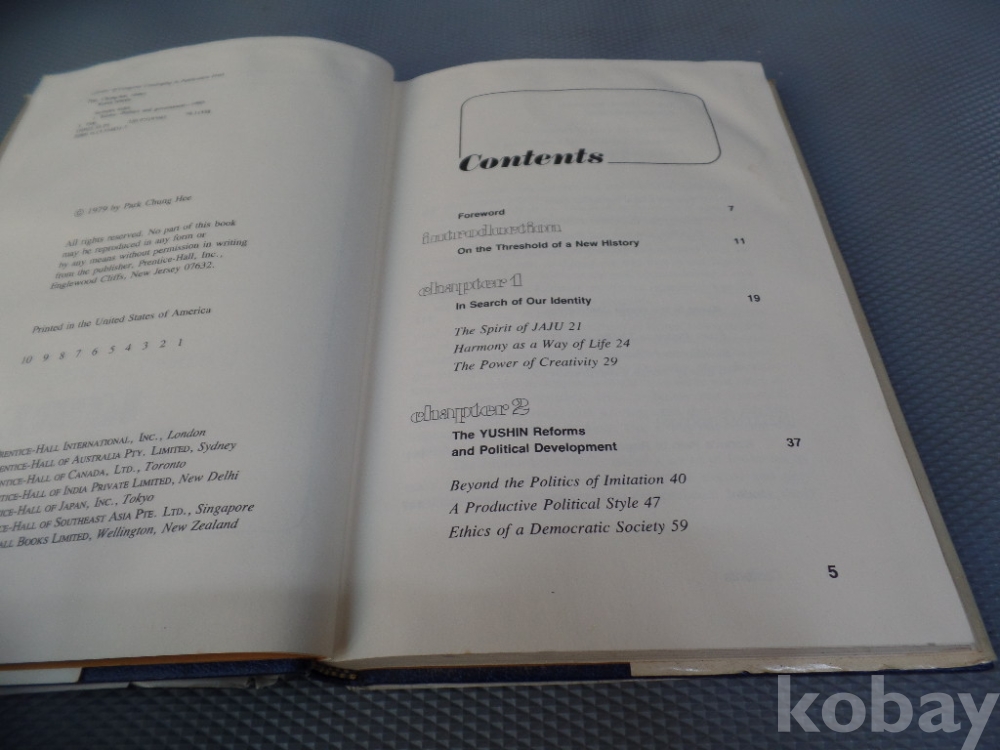 © 1979 by Park Chung Hee
All rights reserved. No part of this book
may be reproduced in any form or
by any means without permission in writing
from the publisher. Prentice-Hall, Inc.,
Englewood Cliffs, New Jersey 07632.
Printed in the United States of America
10 9 8 7 6 5 4 3 2 1
RENTICE-HALL INTERNATIONAL, INC., London
ENTICE-HALL OF AUSTRALIA PTY. LIMITED, Sydney
NTICE-HALL OF CANADA, LTD., Toronto
TICE-HALL OF INDIA PRIVATE LIMITED, New Delhi
ICE-HALL OF JAPAN, INC., Tokyo
CE-HALL OF SOUTHEAST ASIA PTE. LTD., Singapore
ALL BOOKS LIMITED, Wellington, New Zealand
Contents
Foreword 7
introduction
On the Threshold of a New History 11
chapter 1
In Search of Our Identity 19
The Spirit of JAJU 21
Harmony as a Way of Life 24
The Power of Creativity 29
chapter 2
The YUSHIN Reforms
and Political Development 37
Beyond the Politics of Imitation 40
A Productive Political Style 47
Ethics of a Democratic Society 59
5
kobay